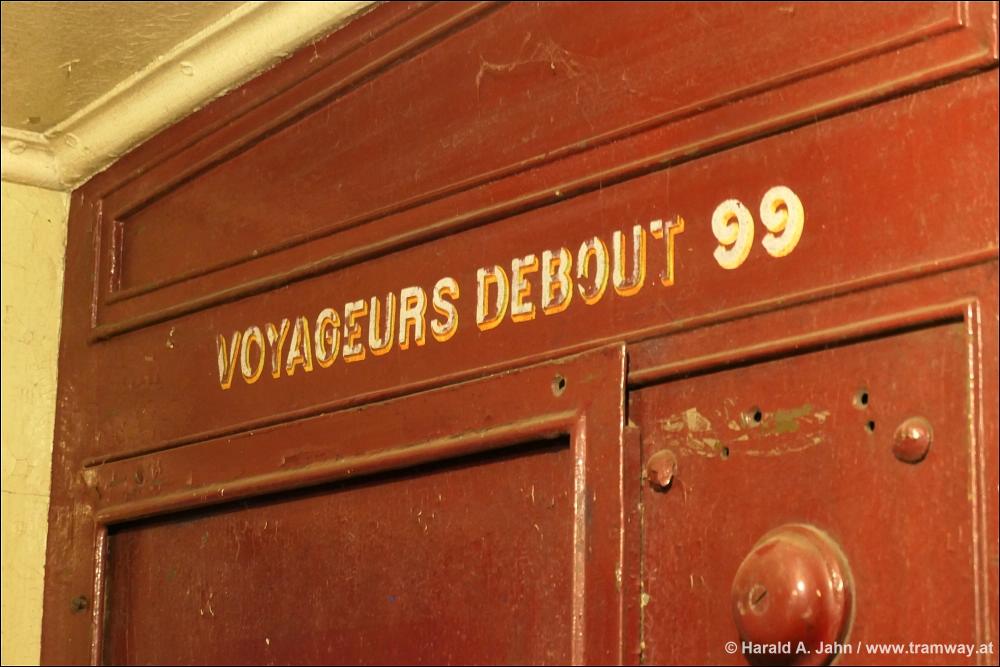 VOYAGEURS DEBOUT 99
© Harald A. Jahn / www.tramway.at